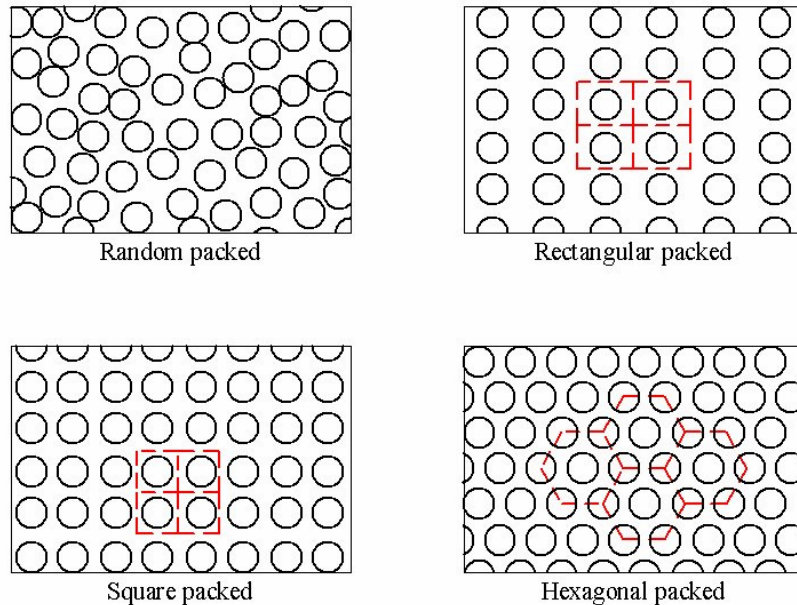 Random packed
Rectangular packed
Square packed
Hexagonal packed